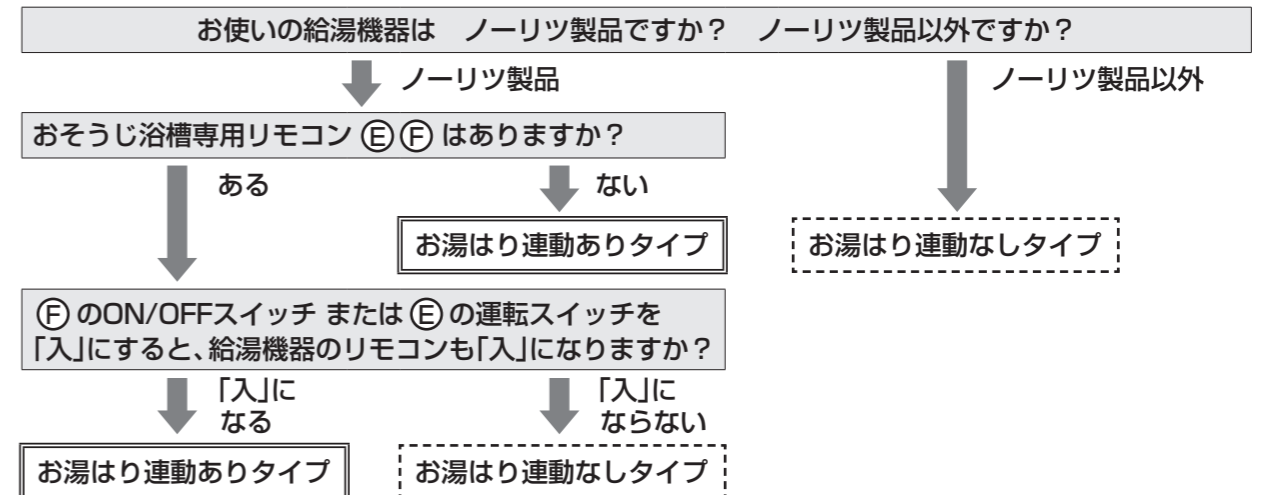 お使いの給湯機器は　ノーリツ製品ですか？　ノーリツ製品以外ですか？
ノーリツ製品
ノーリツ製品以外
おそうじ浴槽専用リモコン Ⓔ Ⓕ はありますか？
ある
ない
お湯はり連動ありタイプ
お湯はり連動なしタイプ
Ⓕ のON/OFFスイッチ または Ⓔ の運転スイッチを
「入」にすると、給湯機器のリモコンも「入」になりますか？
「入」に
なる
「入」に
ならない
お湯はり連動ありタイプ
お湯はり連動なしタイプ